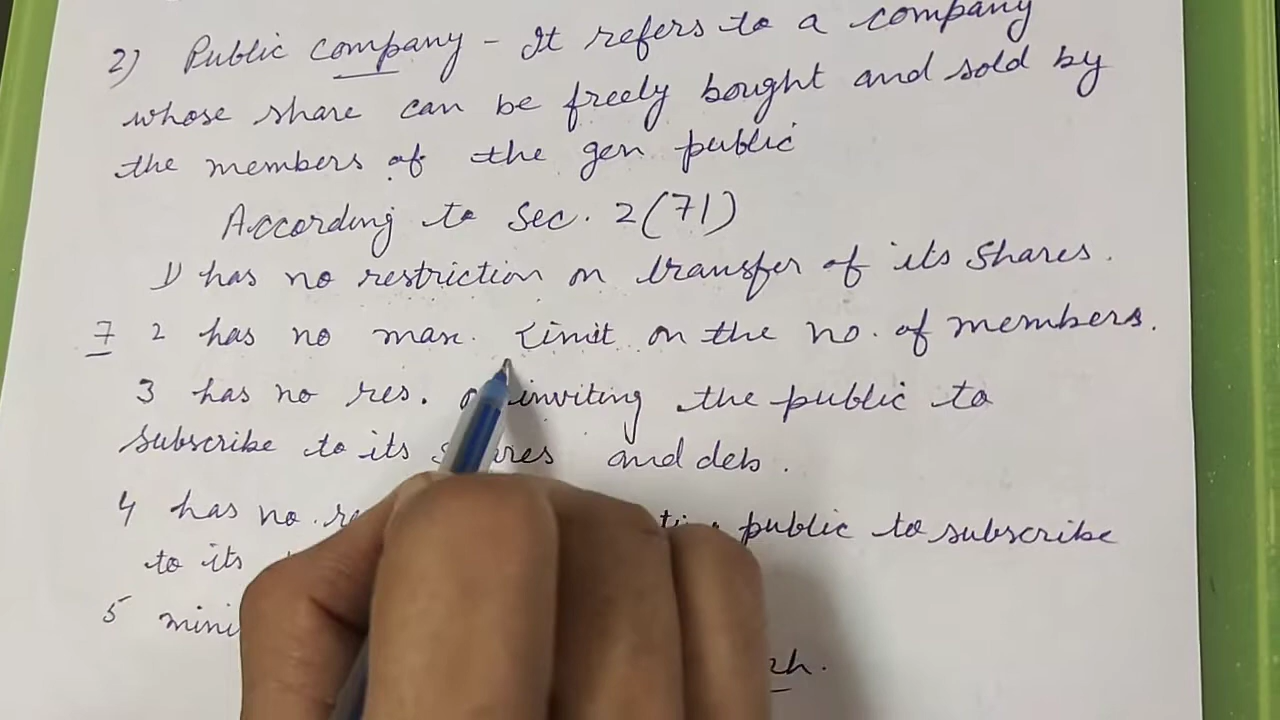 2) Public company - It refers to a company
whose share can be freely bought and sold by
the members of the gen public
According to Sec. 2(71)
1) has no restriction on transfer of its Shares.
7 2 has no max. Limit on the no. of members.
3 has no res. inviting the public to
subscribe to its and deb.
4 has no public to subscribe
to its
5